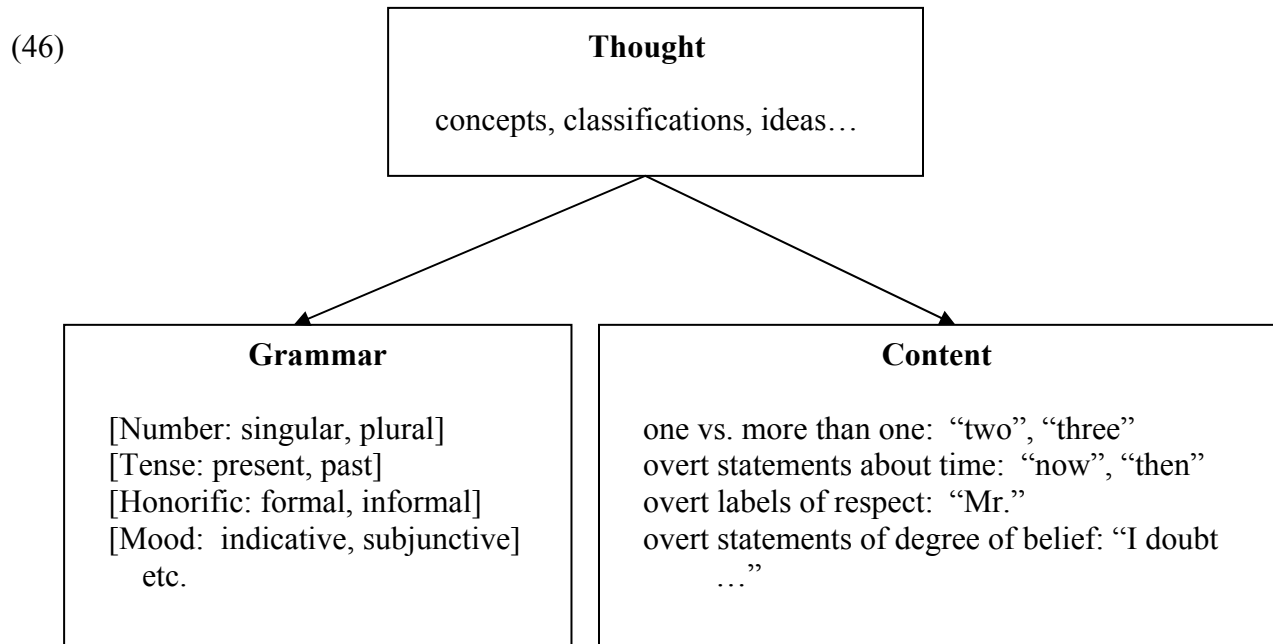 (46)
Thought
concepts, classifications, ideas…
Grammar
[Number: singular, plural]
[Tense: present, past]
[Honorific: formal, informal]
[Mood:  indicative, subjunctive]
etc.
Content
one vs. more than one:  “two”, “three”
overt statements about time:  “now”, “then”
overt labels of respect:  “Mr.”
overt statements of degree of belief: “I doubt
…”